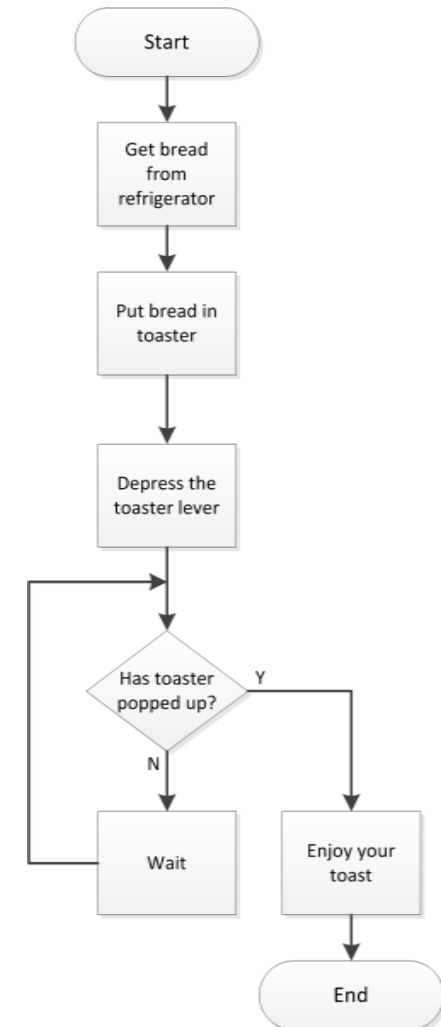 Start
Get bread
from
refrigerator
Put bread in
toaster
Depress the
toaster lever
Has toaster
popped up?
Y
N
Wait
Enjoy your
toast
End